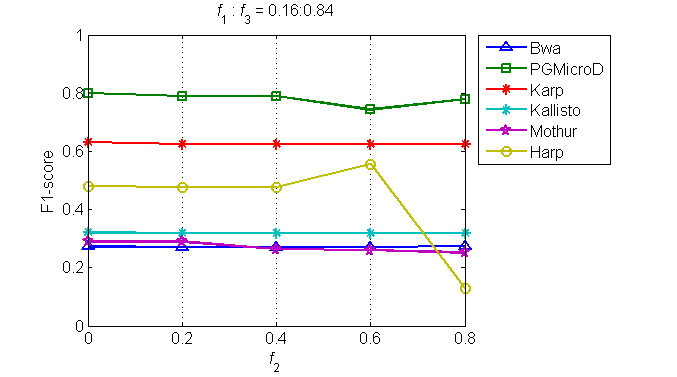 f1 : f3 = 0.16:0.84
1
0.8
0.6
0.4
0.2
0
F1-score
0 0.2 0.4 0.6 0.8
f2
Bwa
PGMicroD
Karp
Kallisto
Mothur
Harp